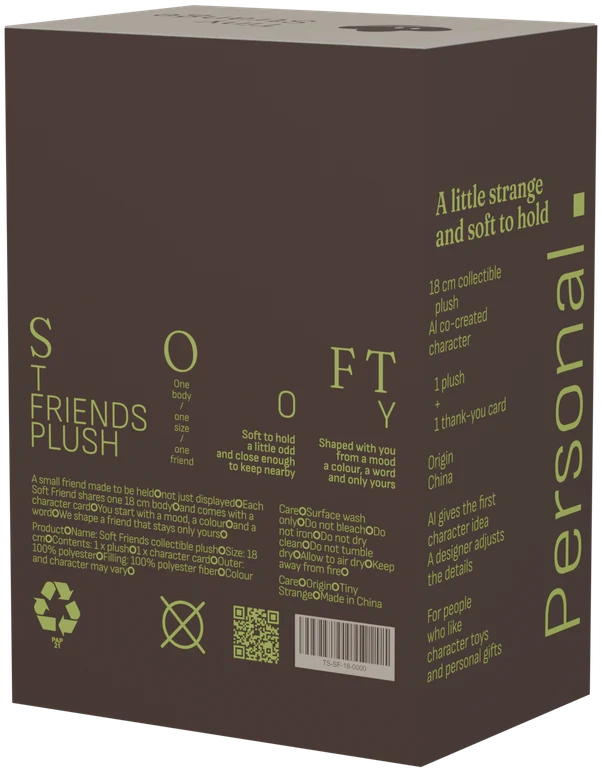 S O FT
T O Y
FRIENDS
PLUSH
One
body
/
one
size
/
one
friend
Soft to hold
a little odd
and close enough
to keep nearby
Shaped with you
from a mood
a colour, a word
and only yours
A small friend made to be held⭘not just displayed⭘Each
Soft Friend shares one 18 cm body⭘and comes with a
character card⭘You start with a mood, a colour⭘and a
word⭘We shape a friend that stays only yours⭘
Product⭘Name: Soft Friends collectible plush⭘Size: 18
cm⭘Contents: 1 x plush⭘1 x character card⭘Outer:
100% polyester⭘Filling: 100% polyester fiber⭘Colour
and character may vary⭘
Care⭘Surface wash
only⭘Do not bleach⭘Do
not iron⭘Do not dry
clean⭘Do not tumble
dry⭘Allow to air dry⭘Keep
away from fire⭘
Care⭘Origin⭘Tiny
Strange⭘Made in China
PAP
21
TS-SF-18-0000
A little strange
and soft to hold
18 cm collectible
plush
AI co-created
character
1 plush
+
1 thank-you card
Origin
China
AI gives the first
character idea
A designer adjusts
the details
For people
who like
character toys
and personal gifts
Personal.